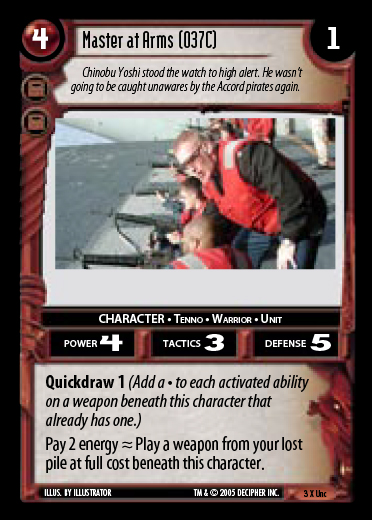 4
Master at Arms (037C)
1
Chinobu Yoshi stood the watch to high alert. He wasn't
going to be caught unawares by the Accord pirates again.
CHARACTER • TENNO • WARRIOR • UNIT
POWER 4
TACTICS 3
DEFENSE 5
Quickdraw 1 (Add a • to each activated ability
on a weapon beneath this character that
already has one.)
Pay 2 energy ≈ Play a weapon from your lost
pile at full cost beneath this character.
ILLUS. BY ILLUSTRATOR
TM & © 2005 DECIPHER INC.
3 X Unc